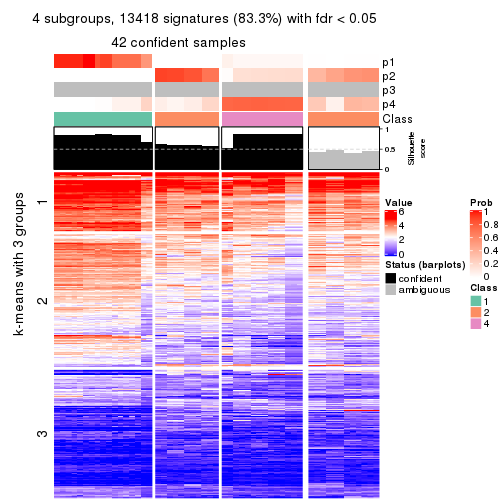 4 subgroups, 13418 signatures (83.3%) with fdr < 0.05
42 confident samples
p1
p2
p3
p4
Class
1
0.5
0
Silhouette
score
k-means with 3 groups
1
2
3
Value
6
4
2
0
Status (barplots)
confident
ambiguous
Prob
1
0.8
0.6
0.4
0.2
0
Class
1
2
4